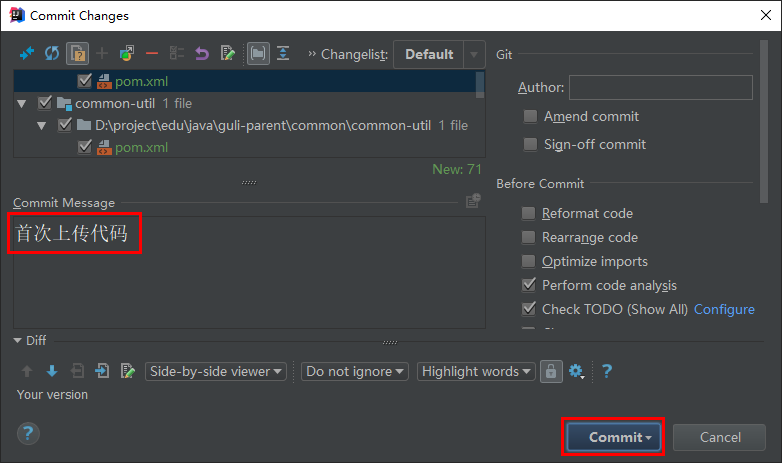 Commit Changes
» Changelist: Default
pom.xml
common-util 1 file
D:\project\edu\java\guli-parent\common\common-util 1 file
pom.xml
New: 71
Commit Message
首次上传代码
Git
Author:
Amend commit
Sign-off commit
Before Commit
Reformat code
Rearrange code
Optimize imports
Perform code analysis
Check TODO (Show All) Configure
Diff
Side-by-side viewer Do not ignore Highlight words ?
Your version
? Commit Cancel